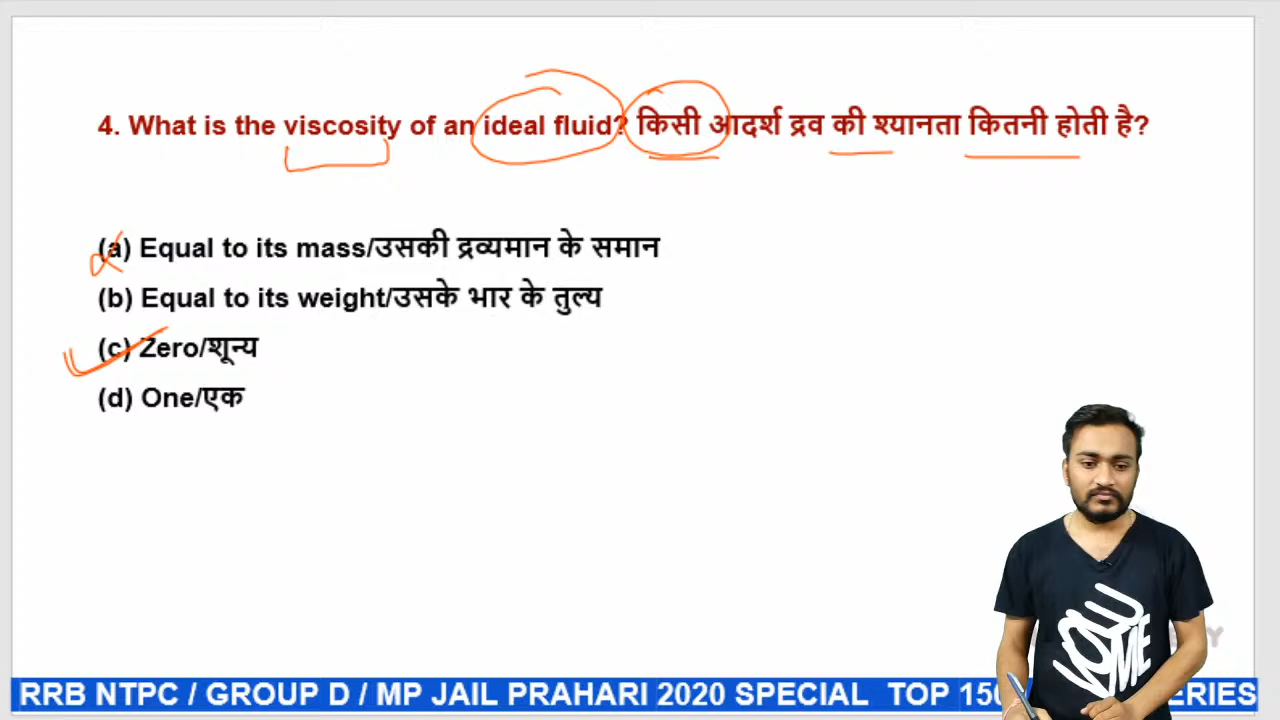 4. What is the viscosity of an ideal fluid? किसी आदर्श द्रव की श्यानता कितनी होती है?
(a) Equal to its mass/उसकी द्रव्यमान के समान
(b) Equal to its weight/उसके भार के तुल्य
(c) Zero/शून्य
(d) One/एक
RRB NTPC / GROUP D / MP JAIL PRAHARI 2020 SPECIAL TOP